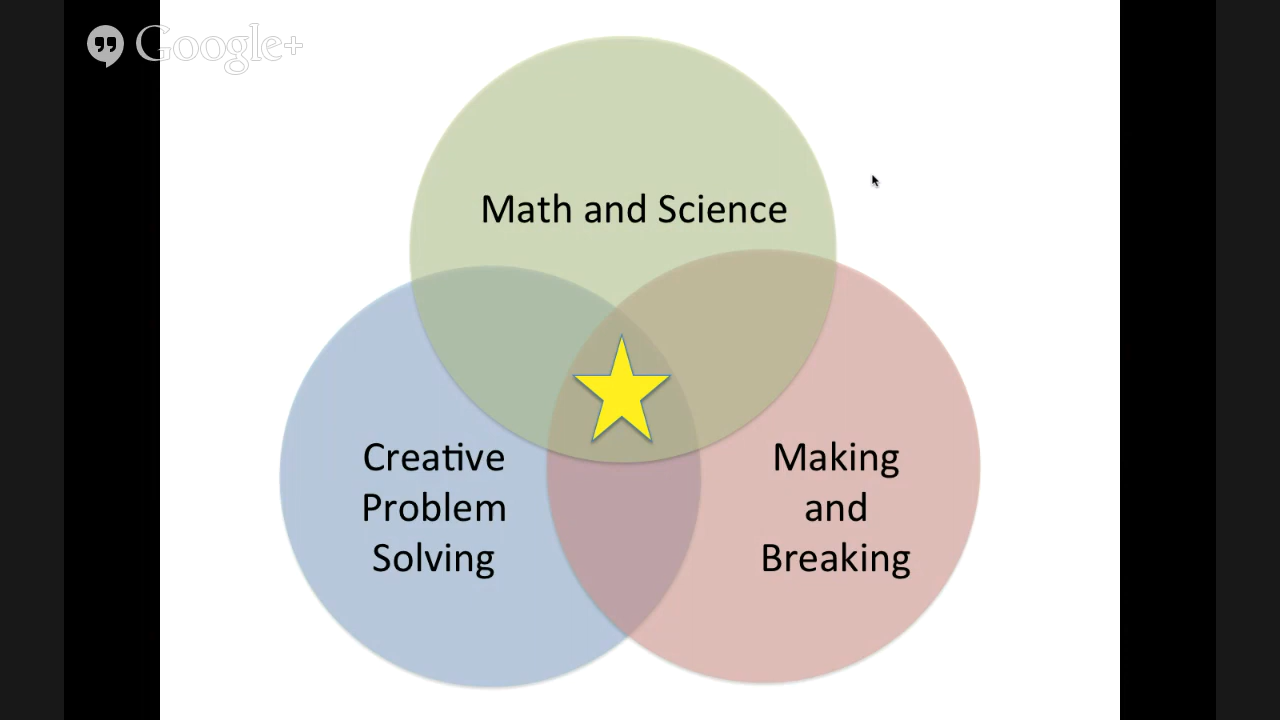 Google+
Math and Science
Creative
Problem
Solving
Making
and
Breaking